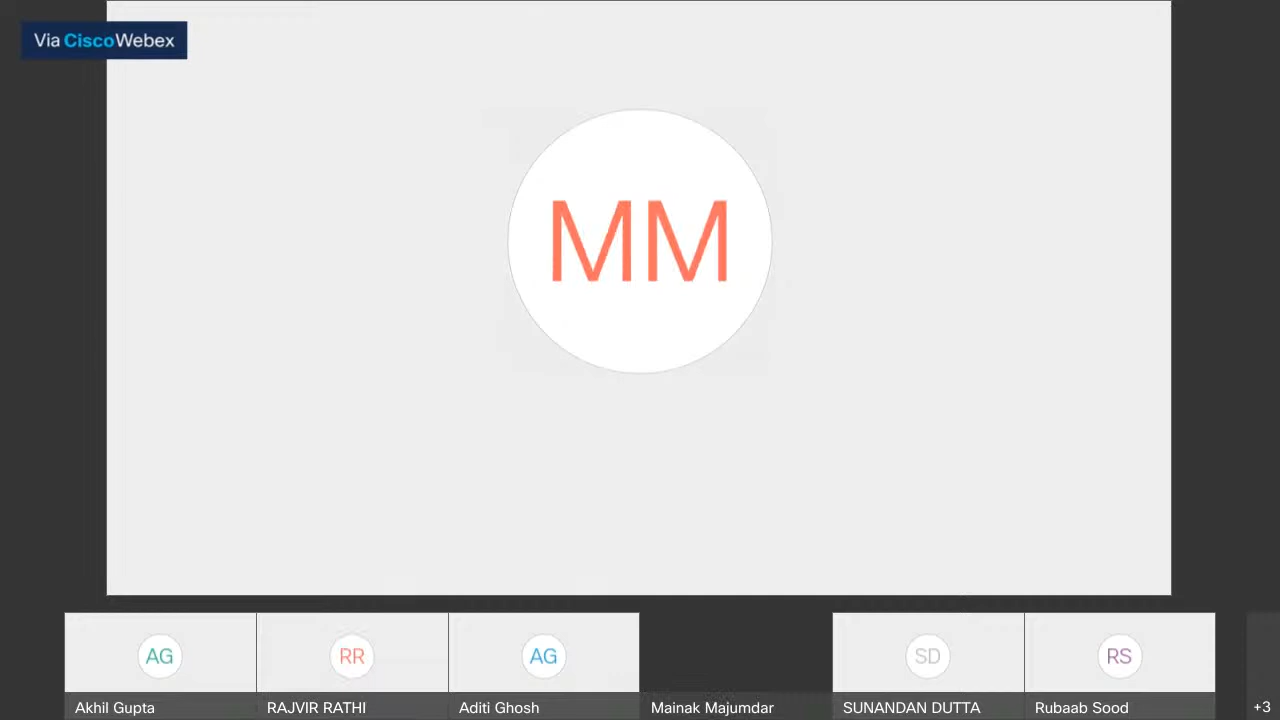 Via CiscoWebex
MM
AG
RR
AG
SD
RS
Akhil Gupta
RAJVIR RATHI
Aditi Ghosh
Mainak Majumdar
SUNANDAN DUTTA
Rubaab Sood
+3